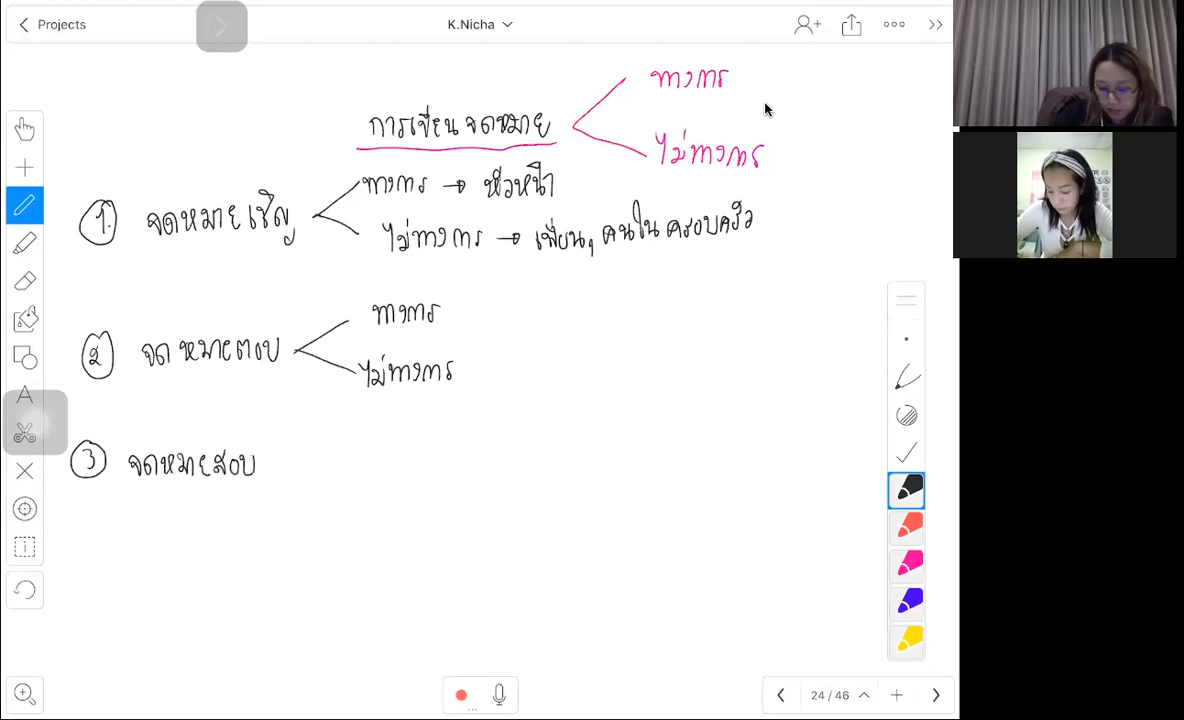 Projects
K.Nicha
ทางการ
การเขียนจดหมาย
ไม่ทางการ
ทางการ → หัวหน้า
① จดหมายเชิญ
ไม่ทางการ → เพื่อน, คนในครอบครัว
ทางการ
② จดหมายตอบ
ไม่ทางการ
③ จดหมายสอบ
24 / 46